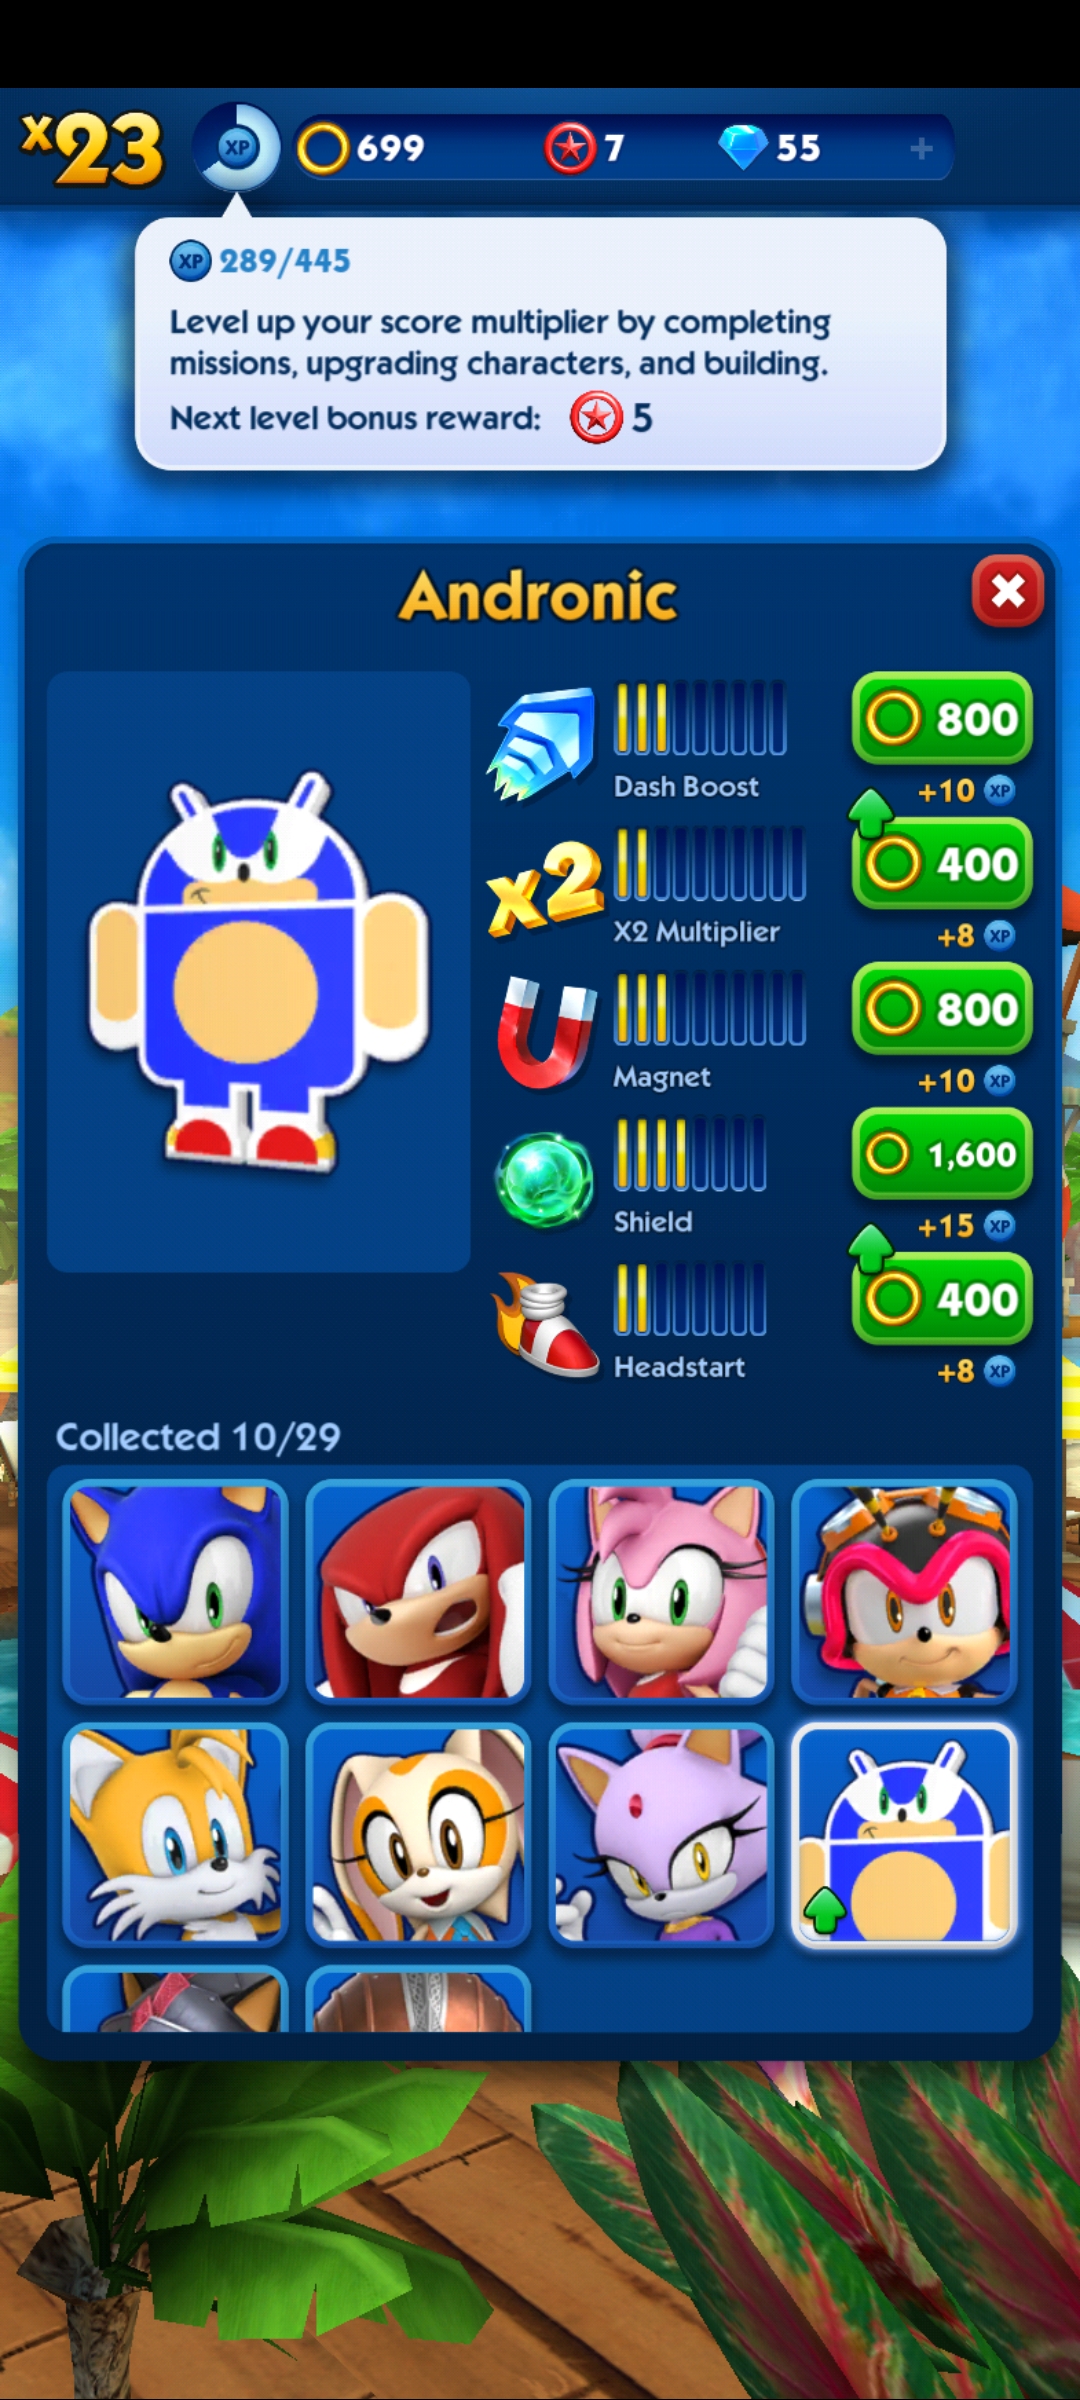 x23
XP
699
7
55
+
XP 289/445
Level up your score multiplier by completing
missions, upgrading characters, and building.
Next level bonus reward: 5
Andronic
800
Dash Boost
+10 XP
x2
400
X2 Multiplier
+8 XP
800
Magnet
+10 XP
1,600
Shield
+15 XP
400
Headstart
+8 XP
Collected 10/29